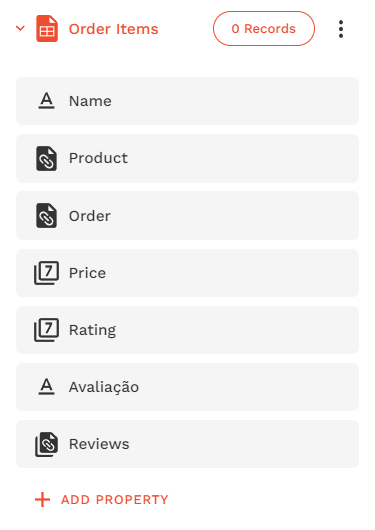 Order Items
0 Records
Name
Product
Order
Price
Rating
Avaliação
Reviews
ADD PROPERTY